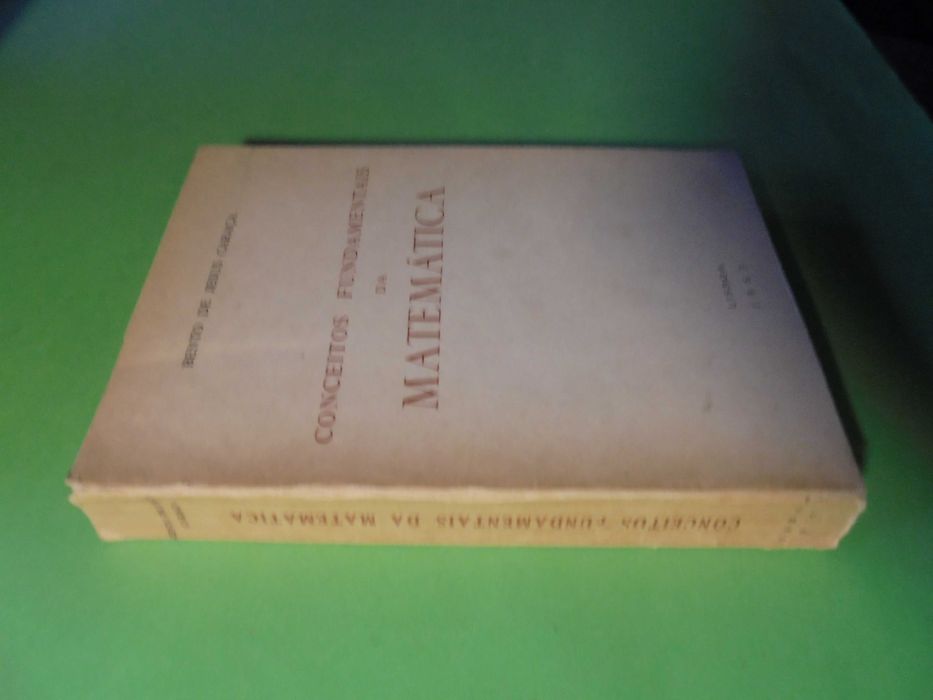 BENTO DE JESUS CARAÇA
CONCEITOS FUNDAMENTAIS
DA
MATEMÁTICA
LISBOA
CONCEITOS FUNDAMENTAIS DA MATEMÁTICA